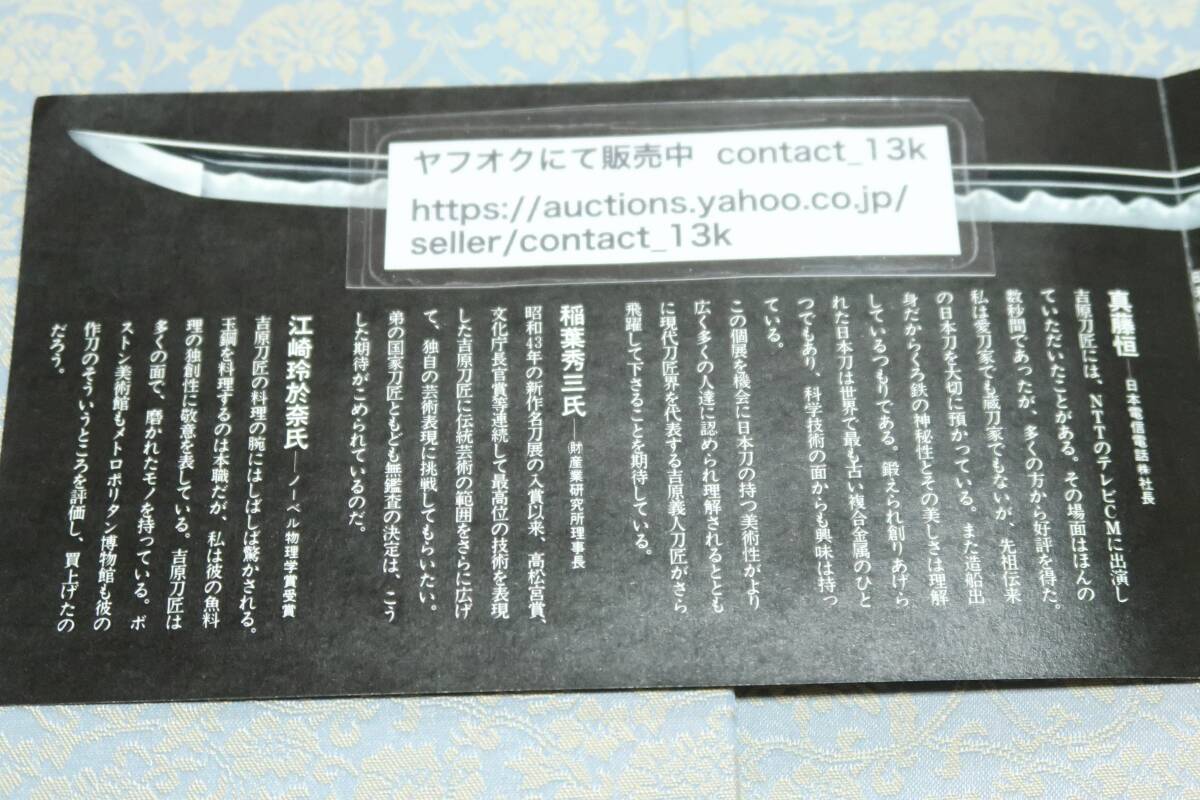 ヤフオクにて販売中 contact_13k
https://auctions.yahoo.co.jp/
seller/contact_13k
真藤恒―日本電信電話㈱社長
吉原刀匠には、NTTのテレビCMに出演し
ていただいたことがある。その場面はほんの
数秒間であったが、多くの方から好評を得た。
私は愛刀家でも蔵刀家でもないが、先祖伝来
の日本刀を大切に預かっている。また造船出
身だからくろ鉄の神秘性とその美しさは理解
しているつもりである。鍛えられ創りあげら
れた日本刀は世界で最も古い複合金属のひと
つでもあり、科学技術の面からも興味は持っ
ている。
この個展を機会に日本刀の持つ美術性がより
広く多くの人達に認められ理解されるととも
に現代刀匠界を代表する吉原義人刀匠がさら
飛躍して下さることを期待している。
稲葉秀三氏―㈶産業研究所理事長
昭和43年の新作名刀展の入賞以来、高松宮賞、
文化庁長官賞等連続して最高位の技術を表現
した吉原刀匠に伝統芸術の範囲をさらに広げ
て、独自の芸術表現に挑戦してもらいたい。
弟の国家刀匠ともども無鑑査の決定は、こう
した期待がこめられているのだ。
江崎玲於奈氏―ノーベル物理学賞受賞
吉原刀匠の料理の腕にはしばしば驚かされる。
玉鋼を料理するのは本職だが、私は彼の魚料
理の独創性に敬意を表している。吉原刀匠は
多くの面で、磨かれたモノを持っている。ボ
ストン美術館もメトロポリタン博物館も彼の
作刀のそういうところを評価し、買上げたの
だろう。